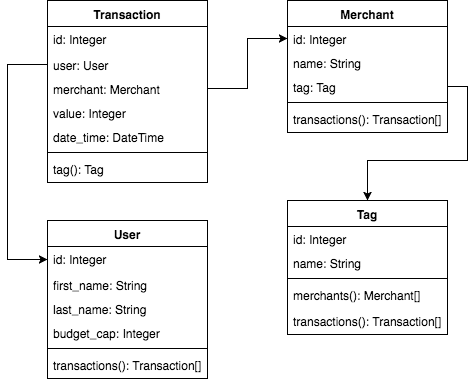 Transaction
id: Integer
user: User
merchant: Merchant
value: Integer
date_time: DateTime
tag(): Tag
Merchant
id: Integer
name: String
tag: Tag
transactions(): Transaction[]
User
id: Integer
first_name: String
last_name: String
budget_cap: Integer
transactions(): Transaction[]
Tag
id: Integer
name: String
merchants(): Merchant[]
transactions(): Transaction[]